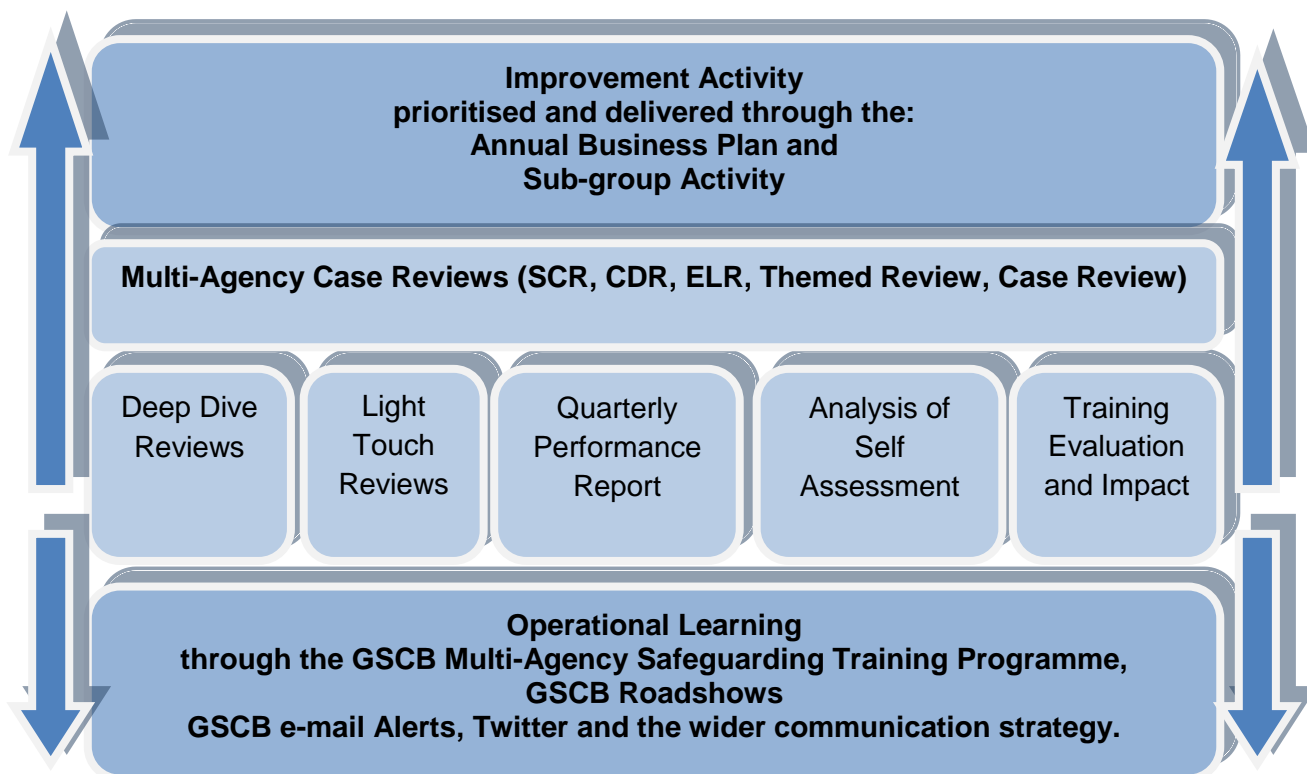 Improvement Activity
prioritised and delivered through the:
Annual Business Plan and
Sub-group Activity
Multi-Agency Case Reviews (SCR, CDR, ELR, Themed Review, Case Review)
Deep Dive
Reviews
Light
Touch
Reviews
Quarterly
Performance
Report
Analysis of
Self
Assessment
Training
Evaluation
and Impact
Operational Learning
through the GSCB Multi-Agency Safeguarding Training Programme,
GSCB Roadshows
GSCB e-mail Alerts, Twitter and the wider communication strategy.